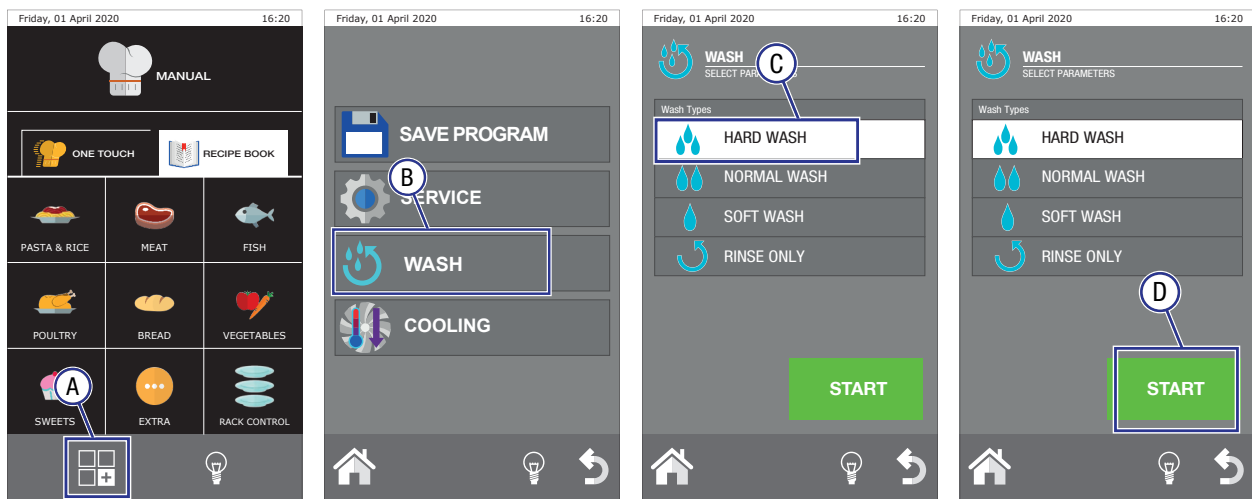 Friday, 01 April 2020 16:20
MANUAL
ONE TOUCH
RECIPE BOOK
PASTA & RICE
MEAT
FISH
POULTRY
BREAD
VEGETABLES
A
SWEETS
EXTRA
RACK CONTROL
Friday, 01 April 2020 16:20
SAVE PROGRAM
B
SERVICE
WASH
COOLING
Friday, 01 April 2020 16:20
WASH
C
SELECT PAR
Wash Types
HARD WASH
NORMAL WASH
SOFT WASH
RINSE ONLY
START
Friday, 01 April 2020 16:20
WASH
SELECT PARAMETERS
Wash Types
HARD WASH
NORMAL WASH
SOFT WASH
RINSE ONLY
D
START